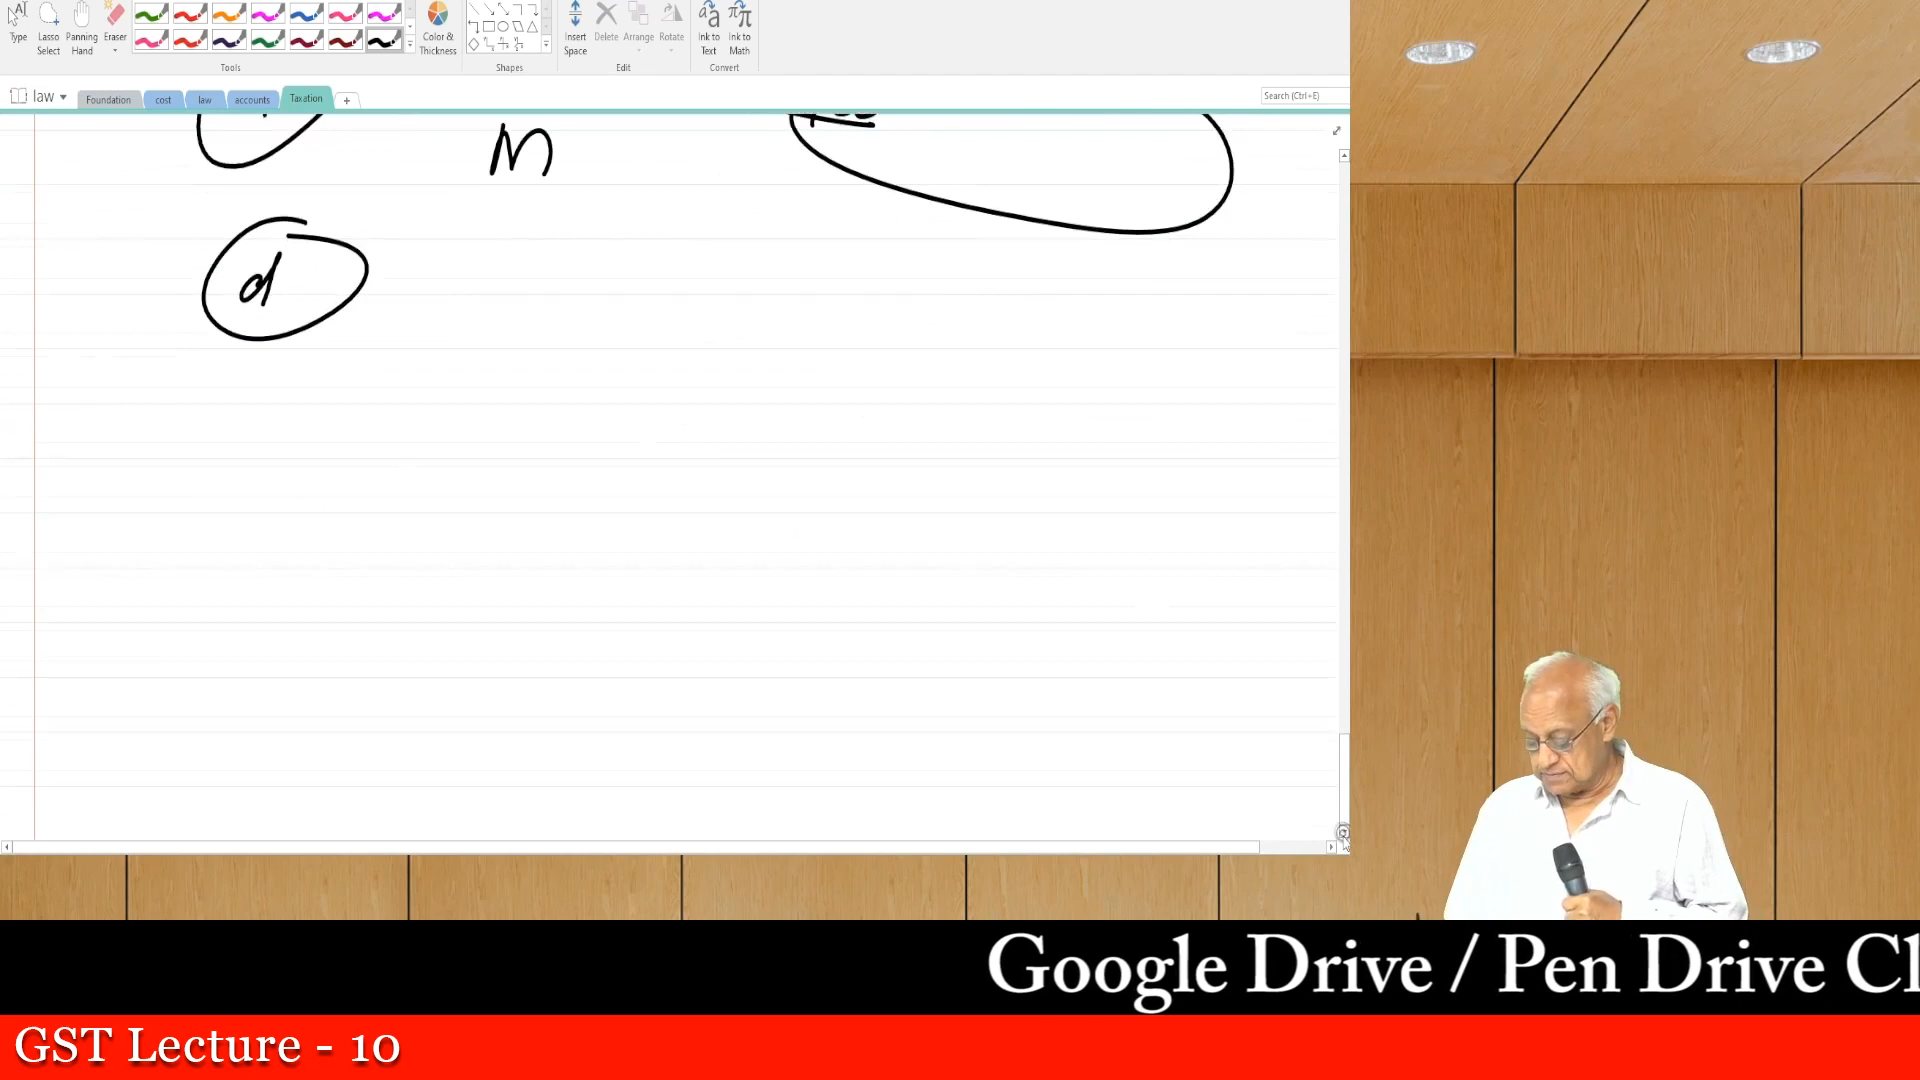 Type
Lasso Select
Panning Hand
Eraser
Color & Thickness
Insert Space
Delete
Arrange
Rotate
Ink to Text
Ink to Math
Tools
Shapes
Edit
Convert
law
Foundation
cost
law
accounts
Taxation
+
Search (Ctrl+E)
m
d
Google Drive / Pen Drive Cl
GST Lecture - 10